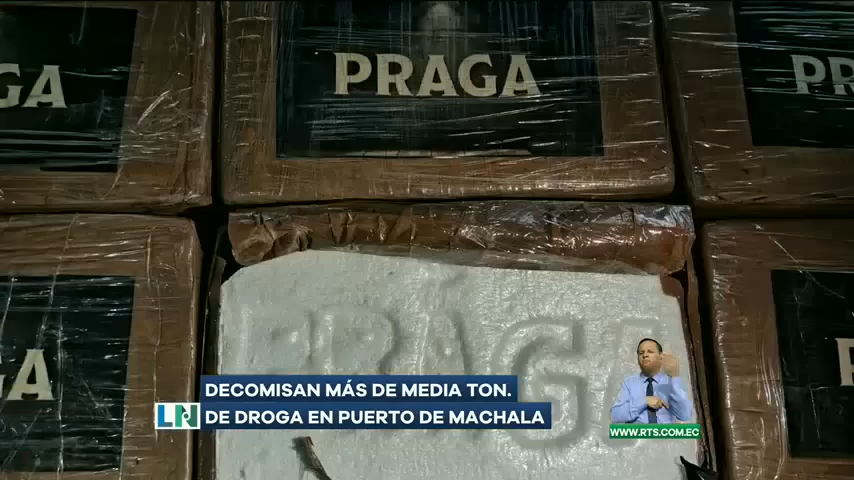 GA
PRAGA
PR
PRAGA
DECOMISAN MÁS DE MEDIA TON.
LN
DE DROGA EN PUERTO DE MACHALA
WWW.RTS.COM.EC